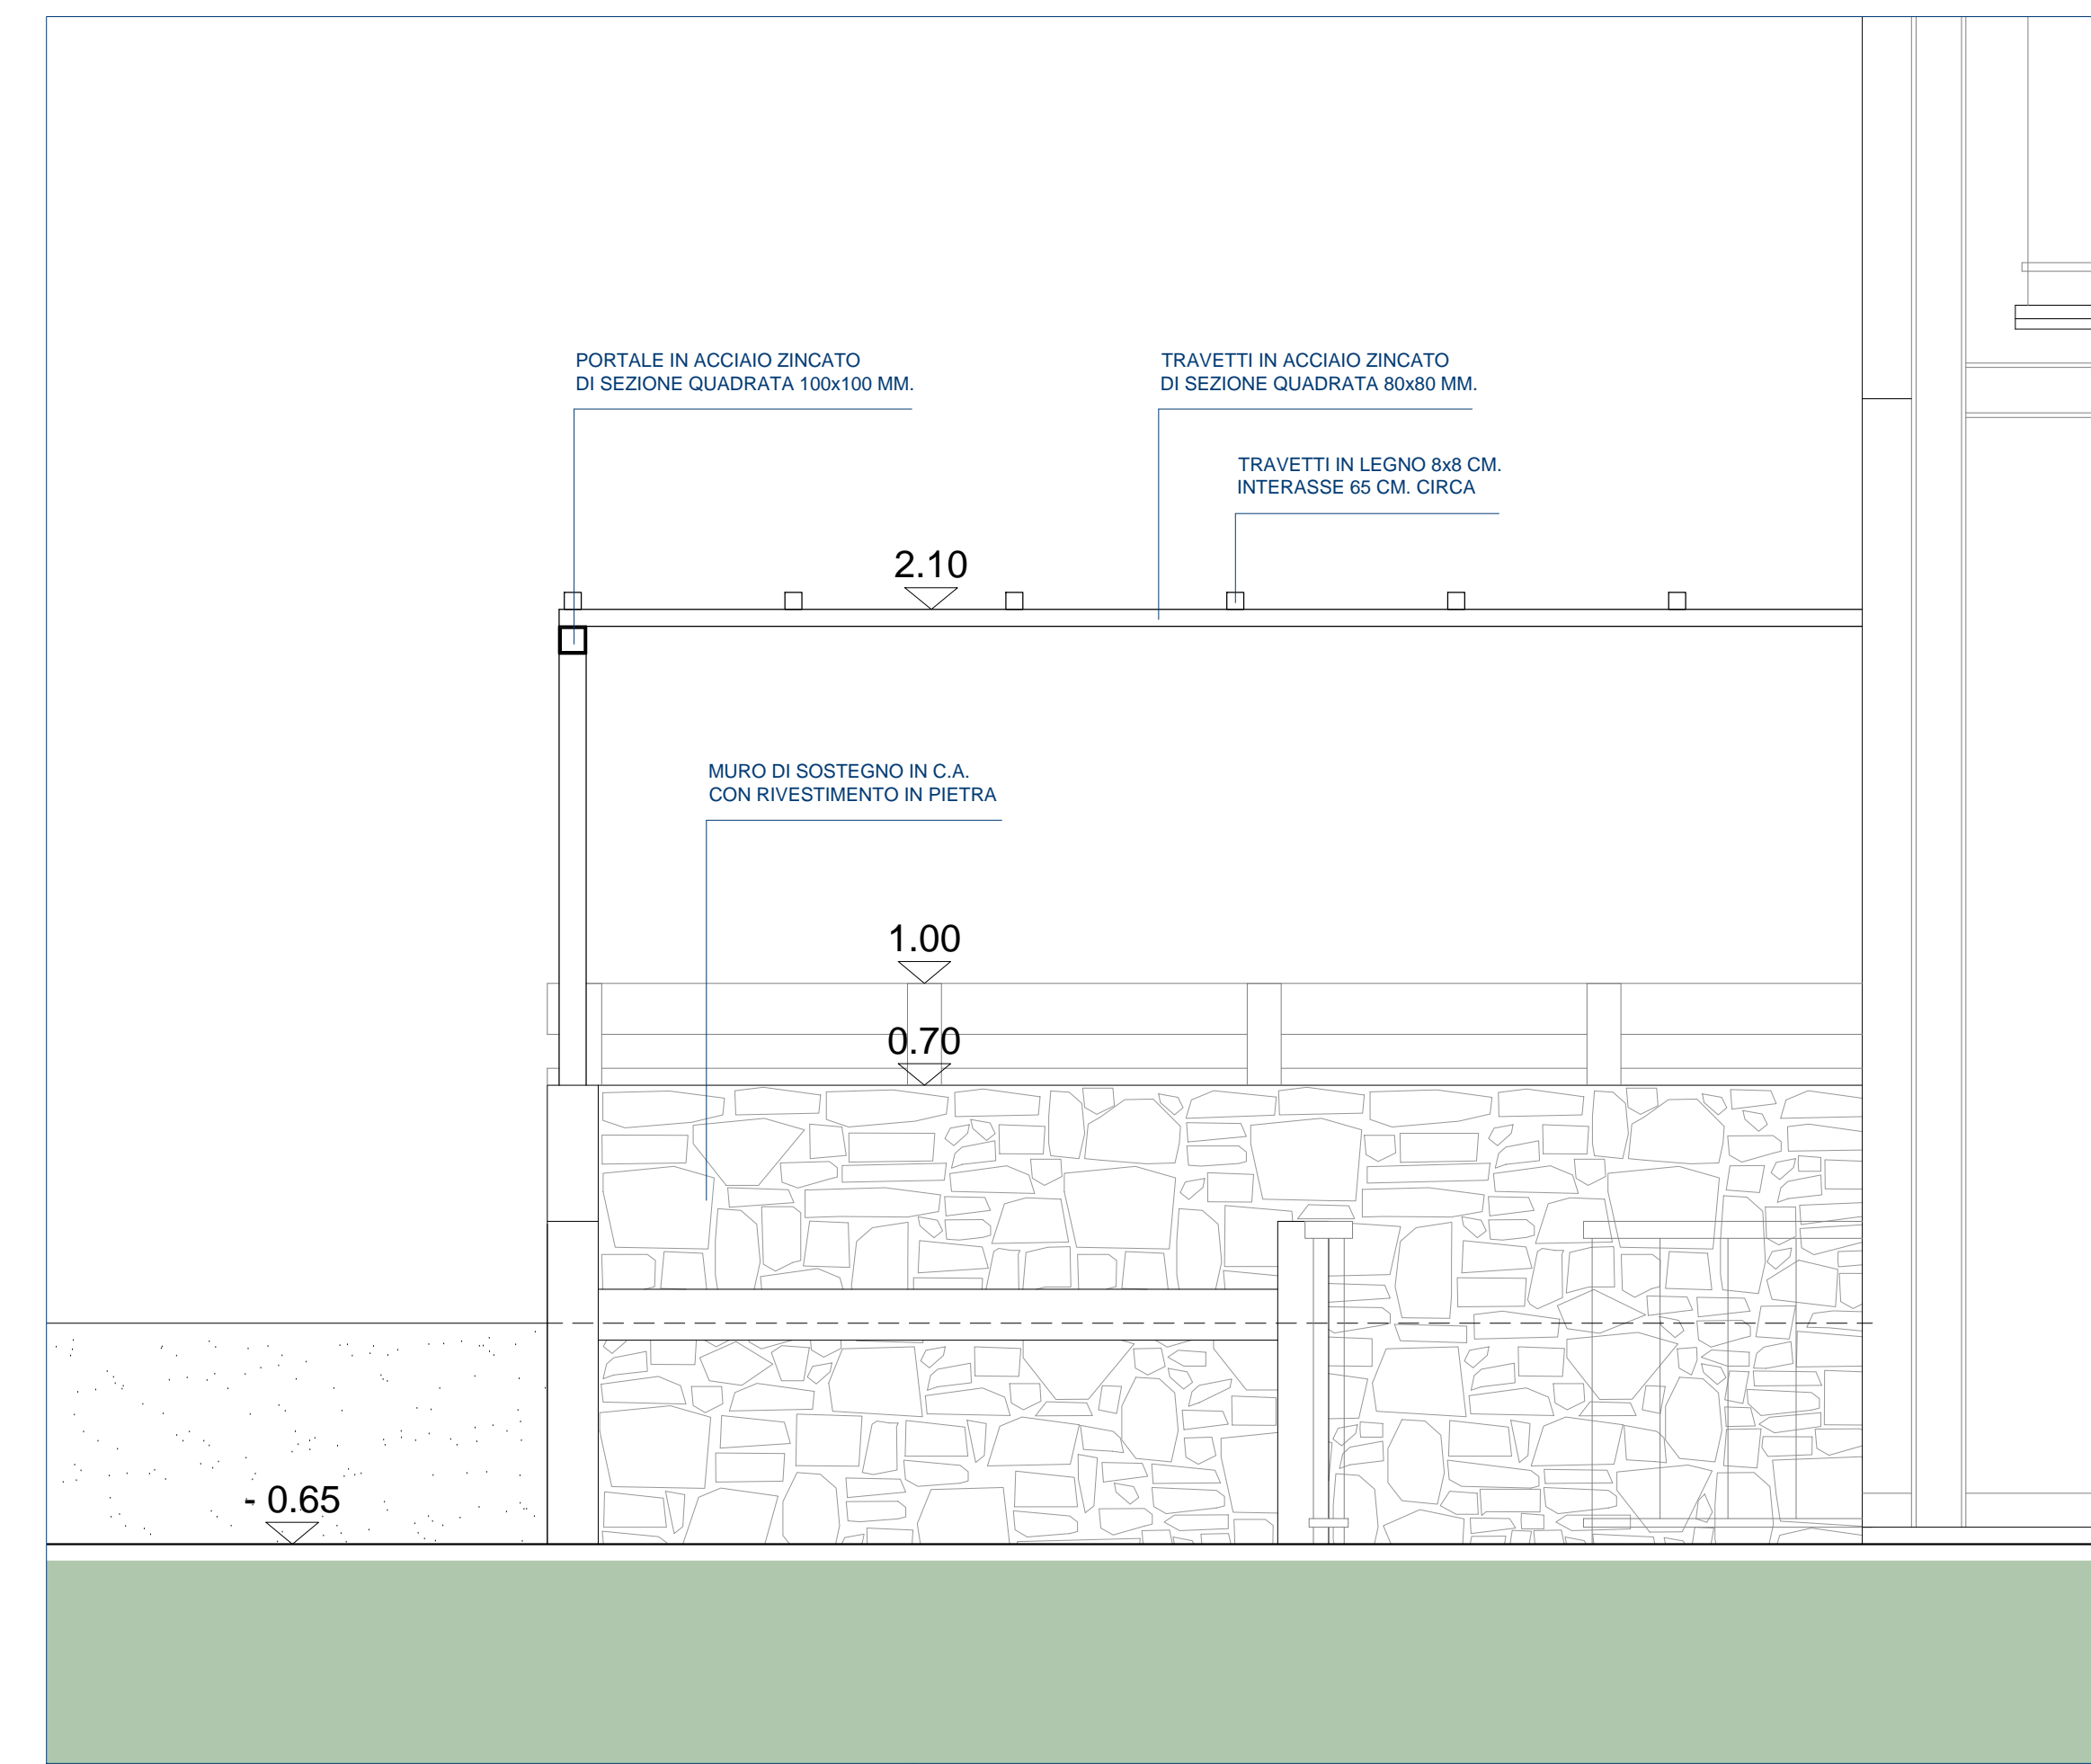 PORTALE IN ACCIAIO ZINCATO
DI SEZIONE QUADRATA 100x100 MM.
TRAVETTI IN ACCIAIO ZINCATO
DI SEZIONE QUADRATA 80x80 MM.
TRAVETTI IN LEGNO 8x8 CM.
INTERASSE 65 CM. CIRCA
2.10
MURO DI SOSTEGNO IN C.A.
CON RIVESTIMENTO IN PIETRA
1.00
0.70
- 0.65